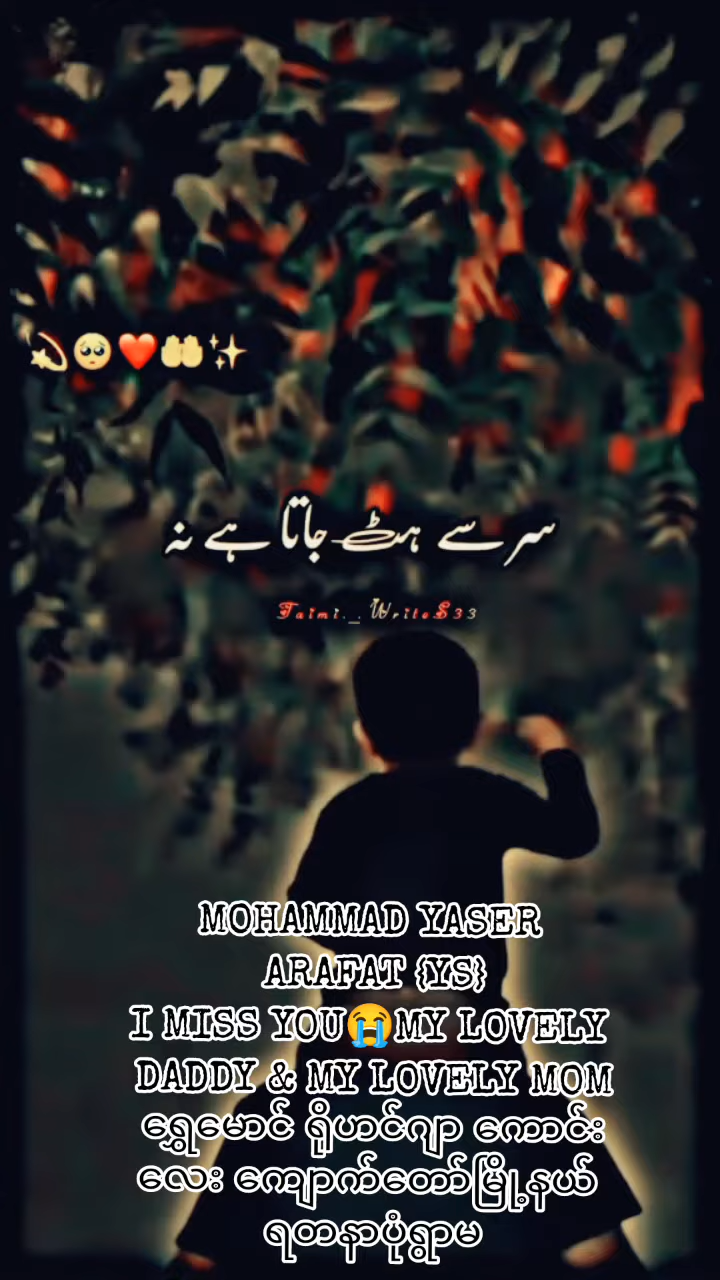 💫🥺❤️🤲✨
سر سے ہٹ جاتا ہے نہ
Taimi._.WriteS33
MOHAMMAD YASER
ARAFAT {YS}
I MISS YOU😭MY LOVELY
DADDY & MY LOVELY MOM
ရွှေမောင် ရိုဟင်ဂျာ ကောင်း
လေး ကျောက်တော်မြို့နယ်
ရတနာပုံရွာမ